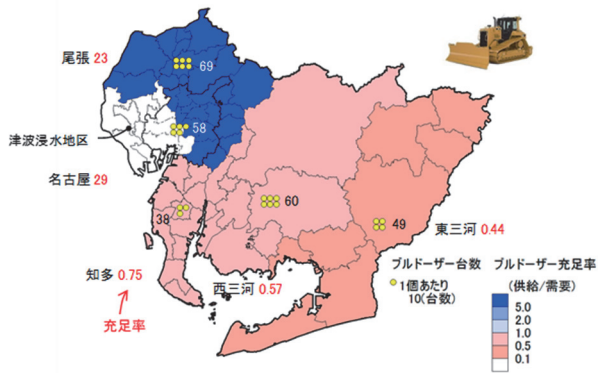 尾張 23
69
津波浸水地区
58
名古屋 29
38
60
49
東三河 0.44
知多 0.75
充足率
西三河 0.57
ブルドーザー台数
1個あたり
10(台数)
ブルドーザー充足率
(供給/需要)
5.0
2.0
1.0
0.5
0.1